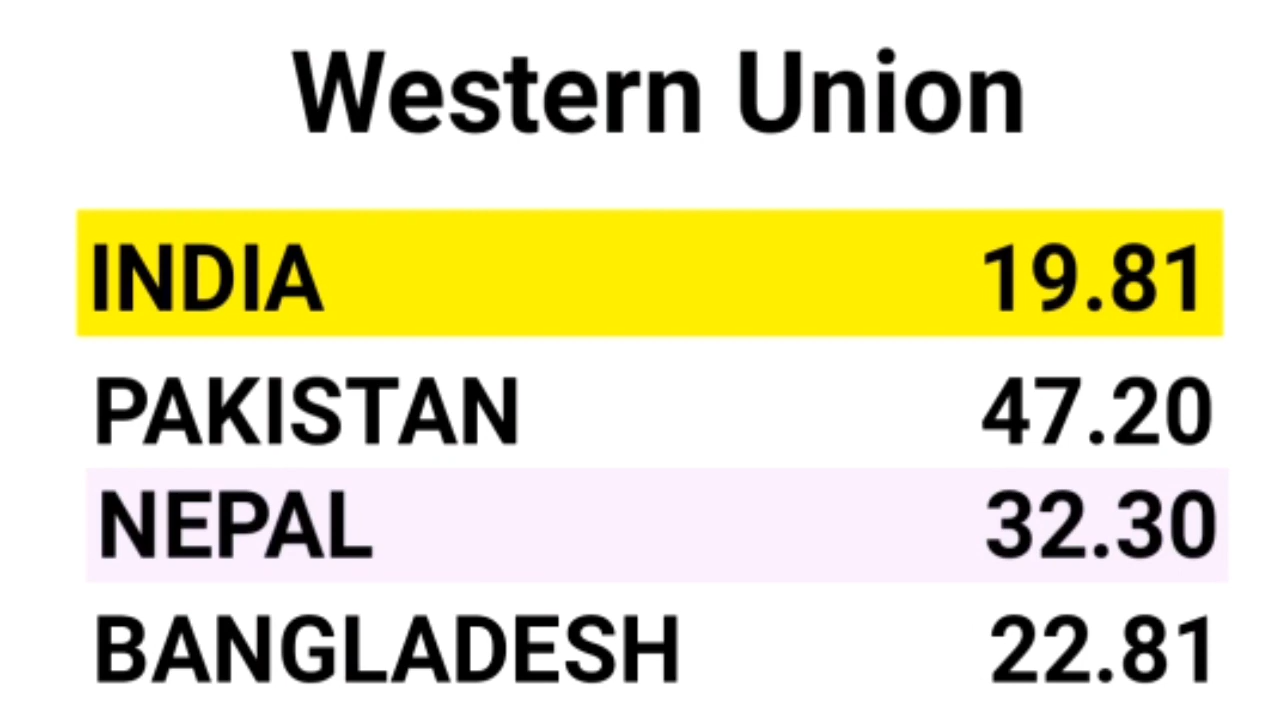 Western Union
INDIA 19.81
PAKISTAN 47.20
NEPAL 32.30
BANGLADESH 22.81